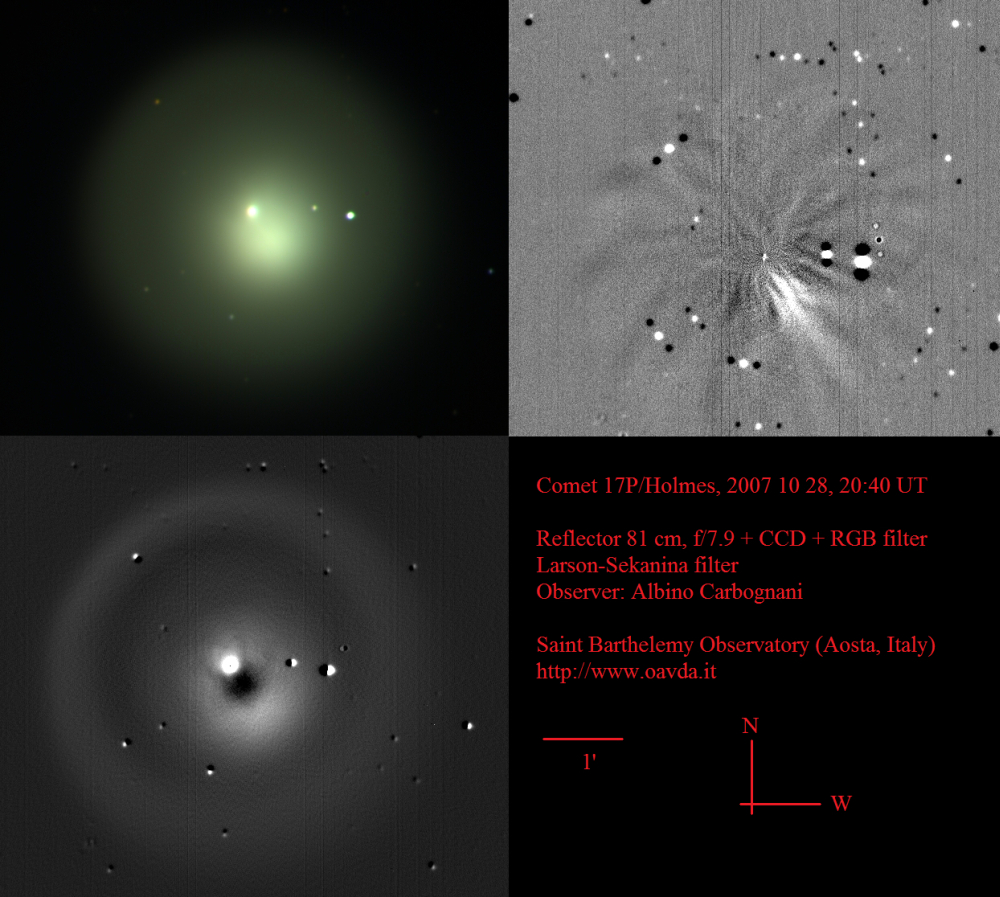 Comet 17P/Holmes, 2007 10 28, 20:40 UT
Reflector 81 cm, f/7.9 + CCD + RGB filter
Larson-Sekanina filter
Observer: Albino Carbognani
Saint Barthelemy Observatory (Aosta, Italy)
http://www.oavda.it
1'
N
W